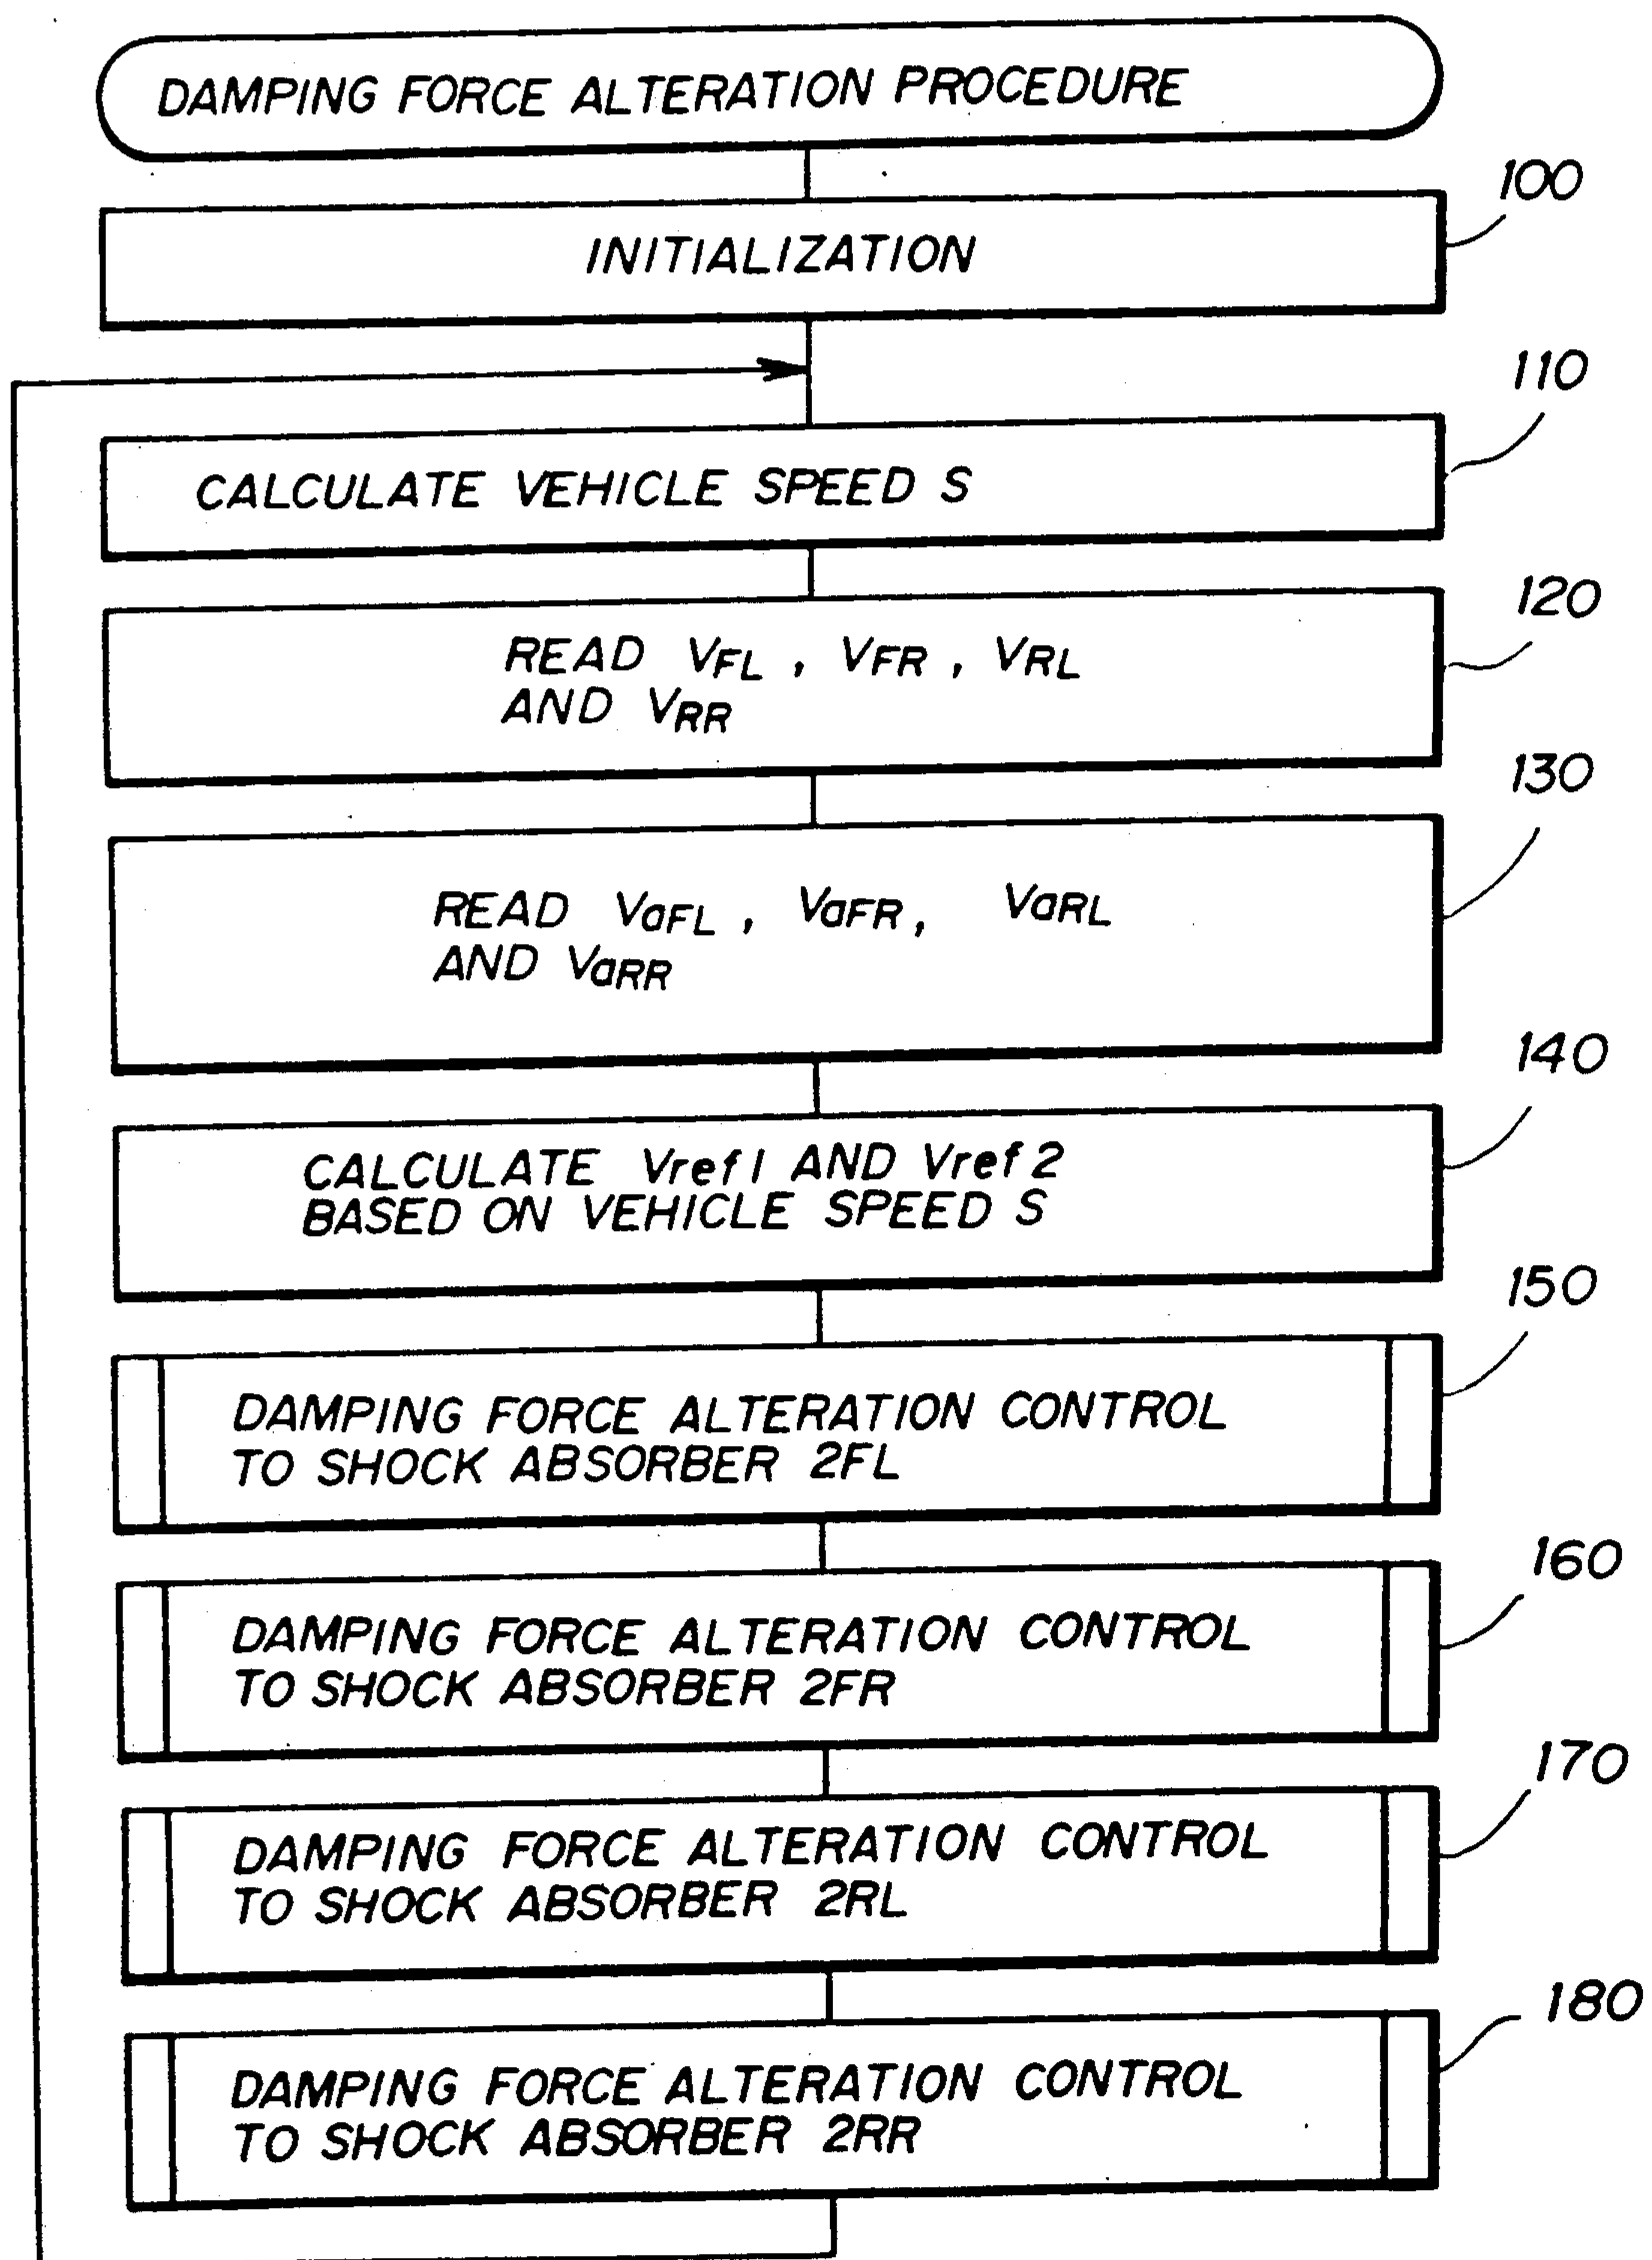 DAMPING FORCE ALTERATION PROCEDURE
100
INITIALIZATION
110
CALCULATE VEHICLE SPEED S
120
READ VFL, VFR, VRL
AND VRR
130
READ VaFL, VaFR, VaRL
AND VaRR
140
CALCULATE Vref1 AND Vref2
BASED ON VEHICLE SPEED S
150
DAMPING FORCE ALTERATION CONTROL
TO SHOCK ABSORBER 2FL
160
DAMPING FORCE ALTERATION CONTROL
TO SHOCK ABSORBER 2FR
170
DAMPING FORCE ALTERATION CONTROL
TO SHOCK ABSORBER 2RL
180
DAMPING FORCE ALTERATION CONTROL
TO SHOCK ABSORBER 2RR